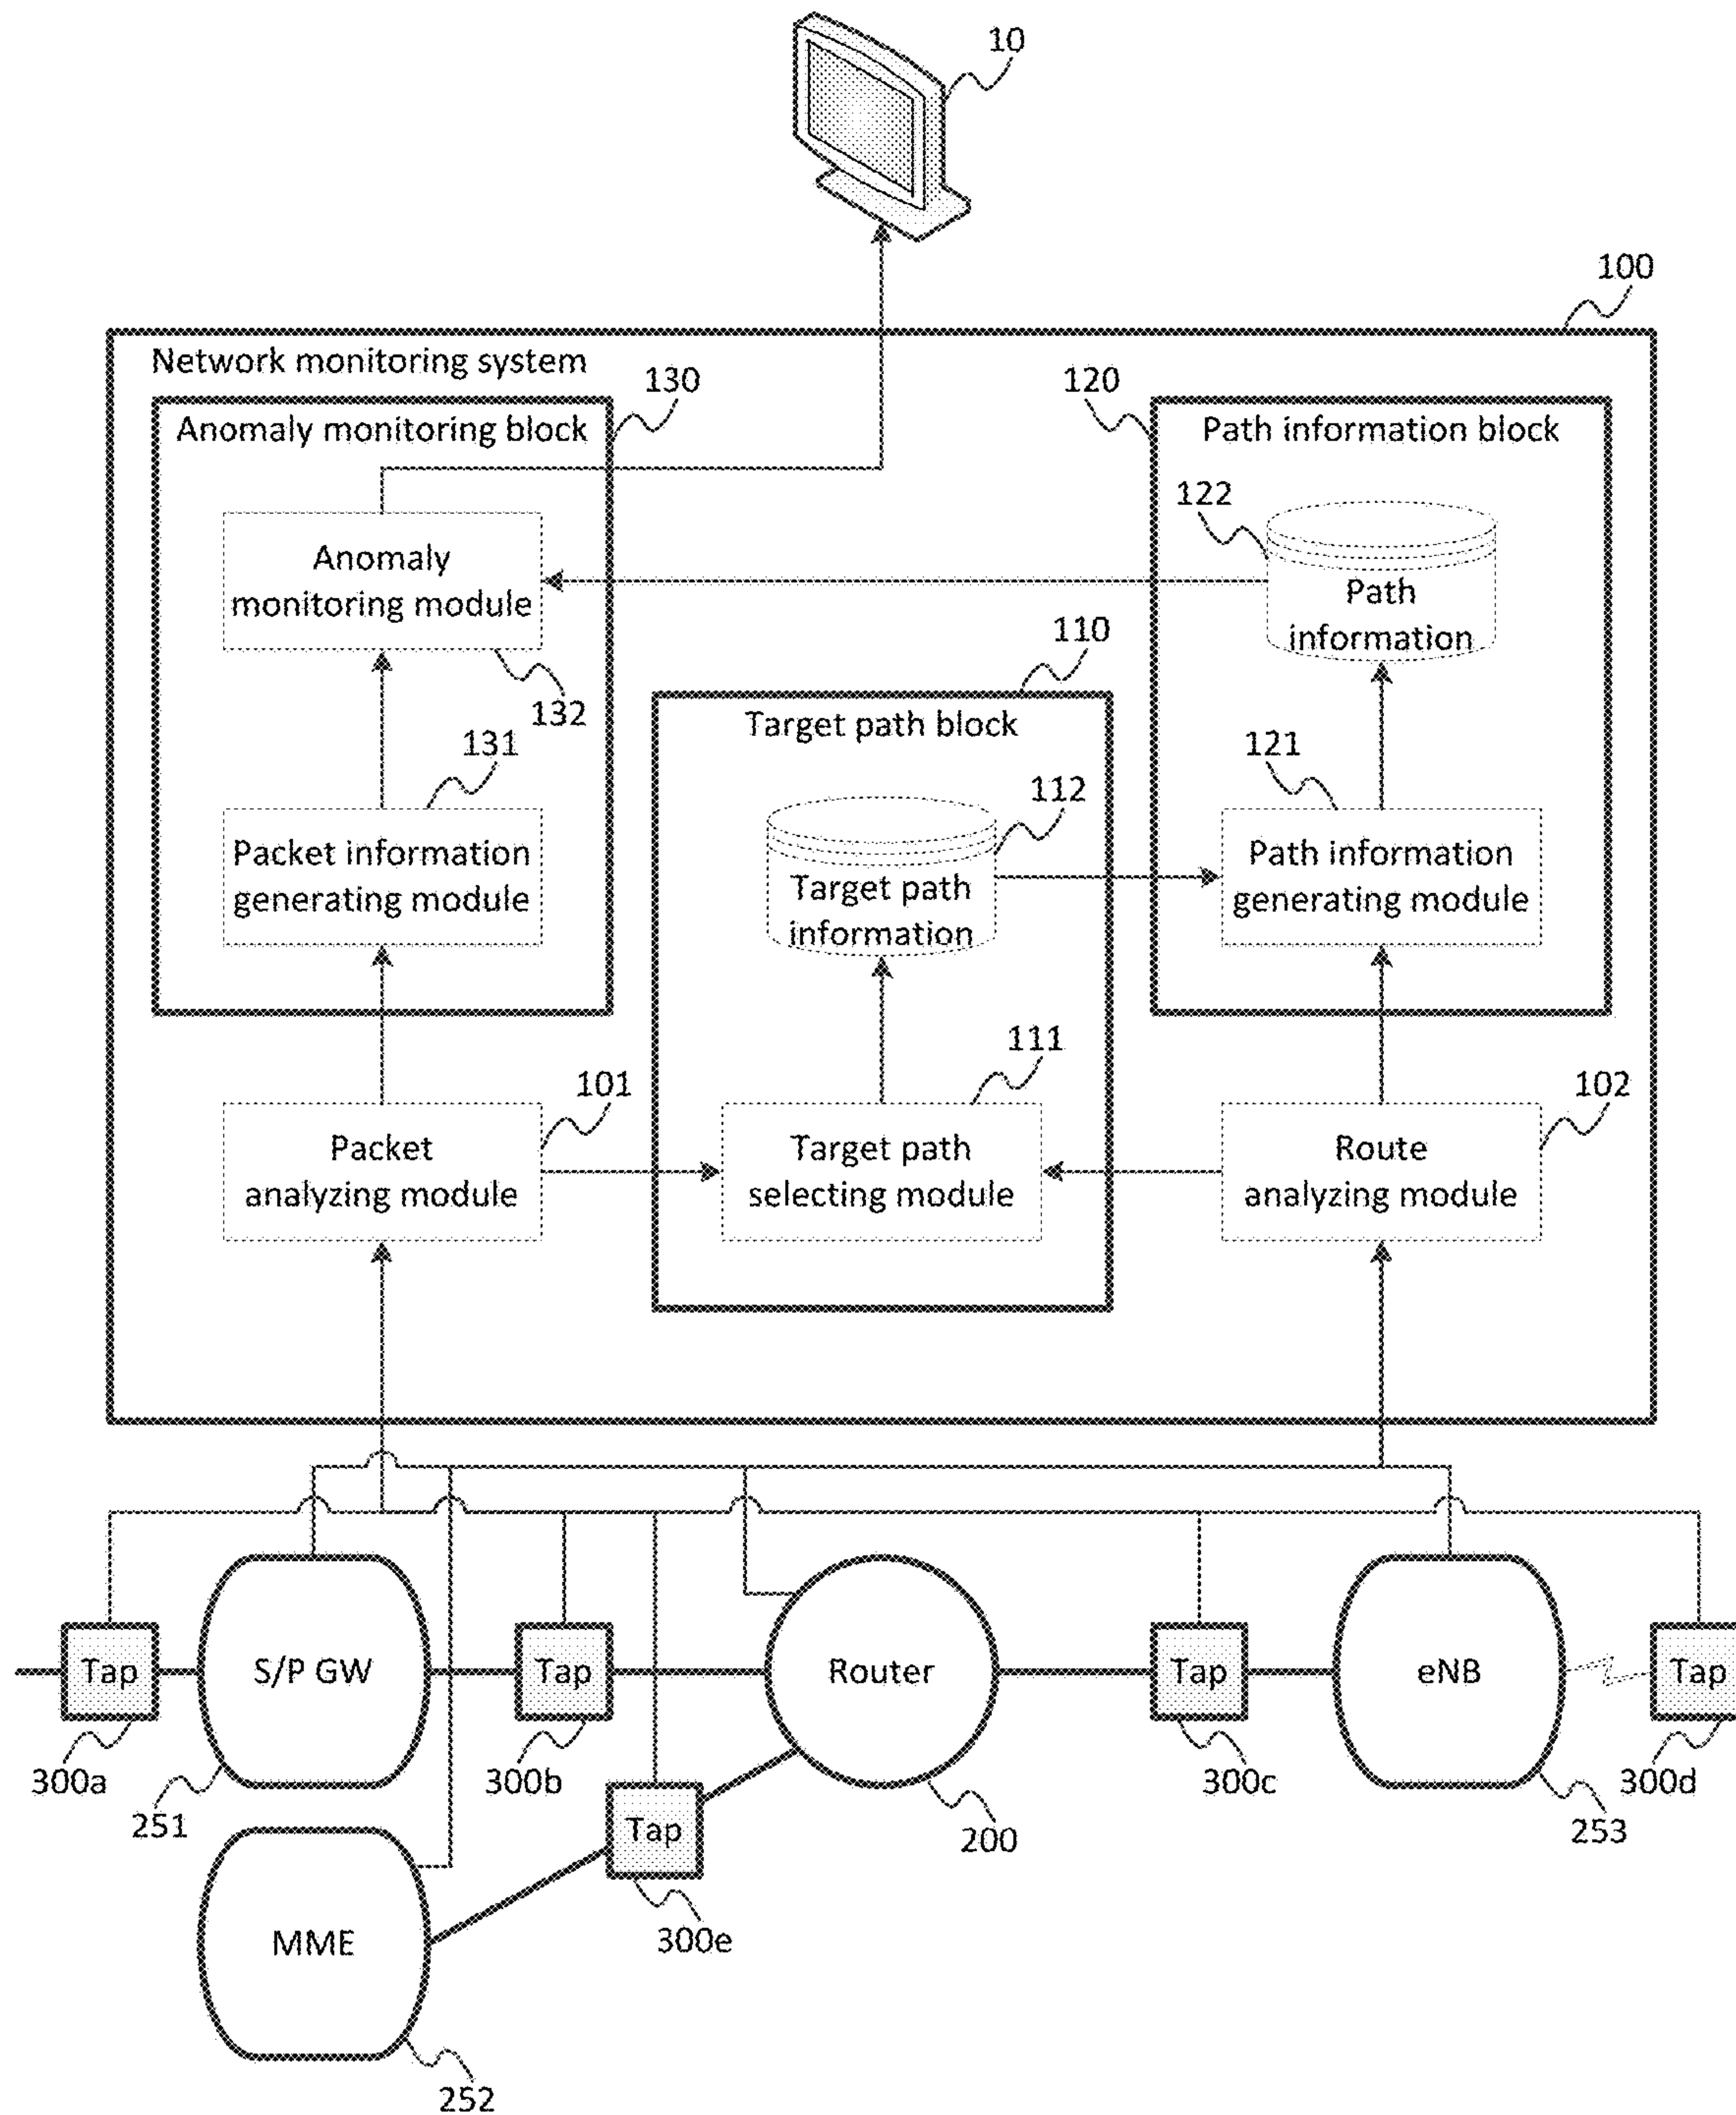 10
100
Network monitoring system
130
120
Anomaly monitoring block
Path information block
122
Anomaly
monitoring module
Path
information
110
132
Target path block
131
121
112
Packet information
generating module
Target path
information
Path information
generating module
111
101
102
Packet
analyzing module
Target path
selecting module
Route
analyzing module
Tap
S/P GW
Tap
Router
Tap
eNB
Tap
300a
251
300b
Tap
200
300c
253
300d
300e
MME
252